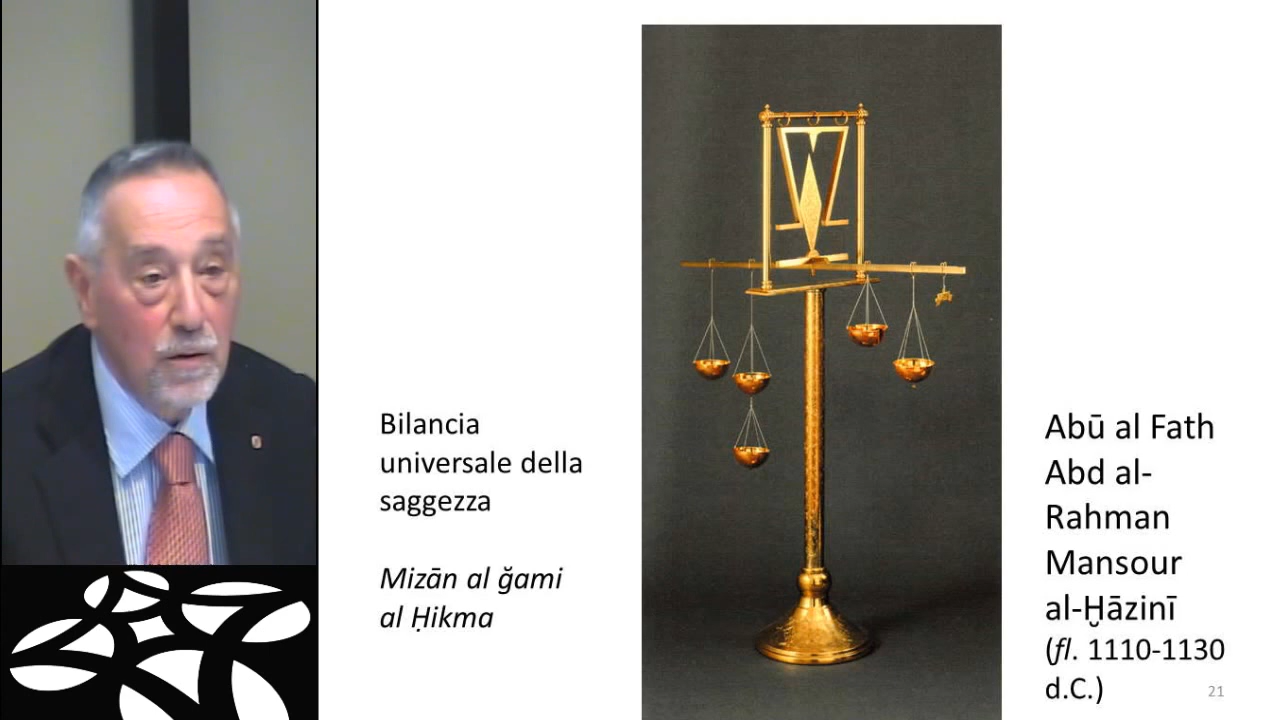 Bilancia
universale della
saggezza
Mizān al ğami
al Ḥikma
Abū al Fath
Abd al-
Rahman
Mansour
al-Ḫāzinī
(fl. 1110-1130
d.C.)
21